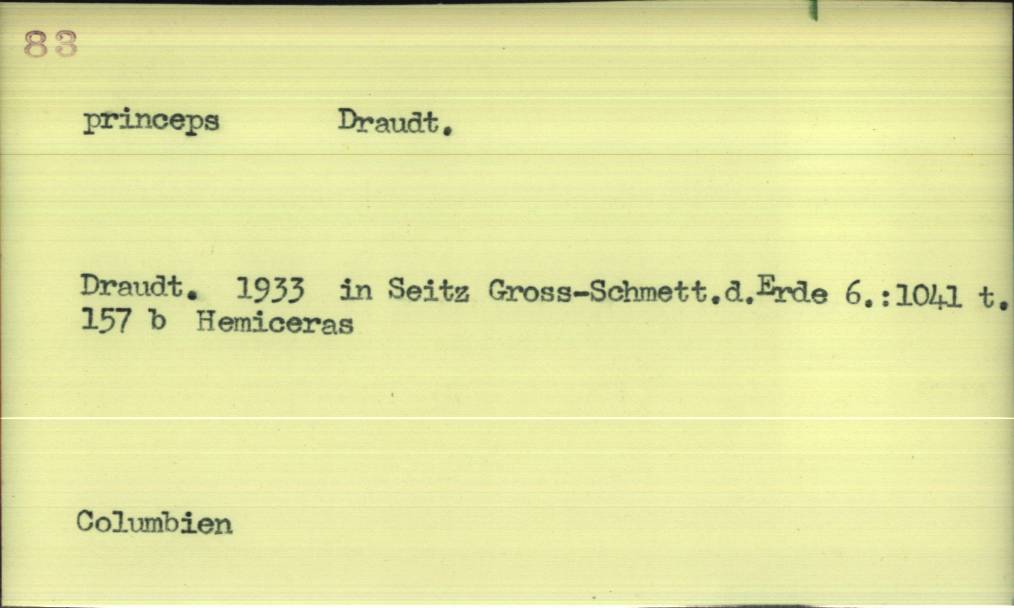 83
princeps Draudt.
Draudt. 1933 in Seitz Gross-Schmett.d.Erde 6.:1041 t.
157 b Hemiceras
Columbien